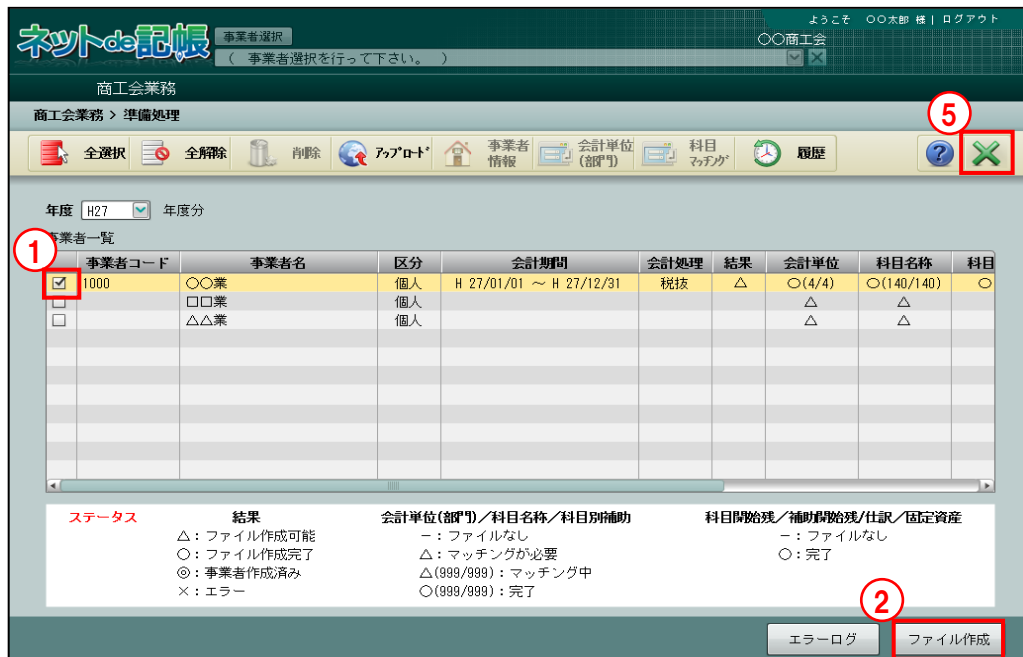 ようこそ ○○太郎 様 | ログアウト
ネットde記帳 事業者選択 ○○商工会
( 事業者選択を行って下さい。 )
商工会業務
商工会業務 > 準備処理
⑤
全選択 全解除 削除 アップロード 事業者情報 会計単位(部門) 科目マッチング 履歴 ?
年度 H27 年度分
事業者一覧
①
事業者コード 事業者名 区分 会計期間 会計処理 結果 会計単位 科目名称 科目
1000 ○○業 個人 H 27/01/01 ～ H 27/12/31 税抜 △ ○(4/4) ○(140/140) ○
□□業 個人 △ △
△△業 個人 △ △
ステータス 結果 会計単位(部門)／科目名称／科目別補助 科目開始残／補助開始残/仕訳／固定資産
△：ファイル作成可能 －：ファイルなし －：ファイルなし
○：ファイル作成完了 △：マッチングが必要 ○：完了
◎：事業者作成済み △(999/999)：マッチング中
×：エラー ○(999/999)：完了
②
エラーログ ファイル作成